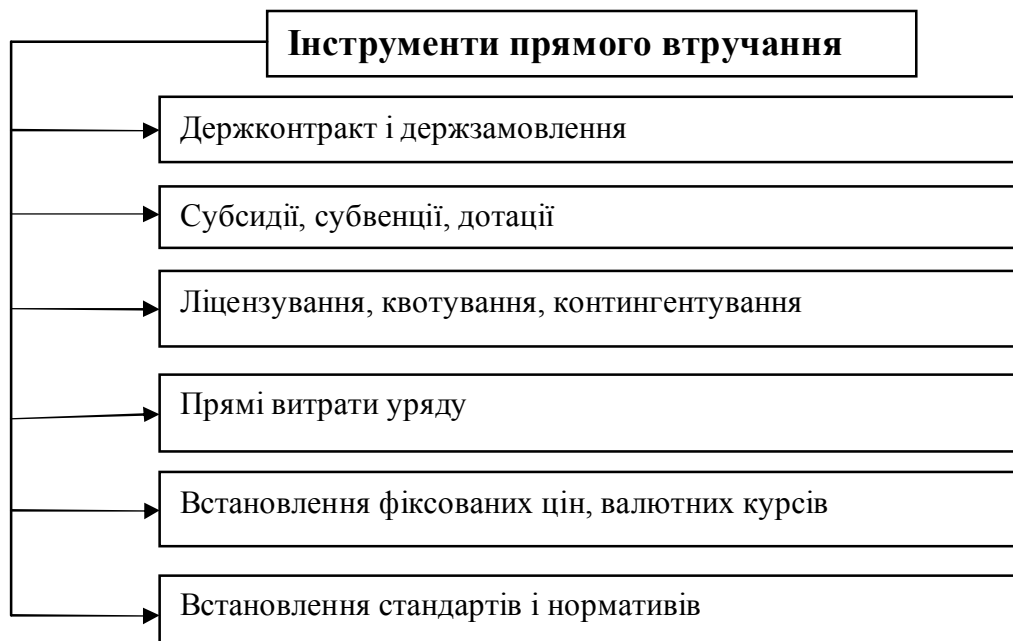 Інструменти прямого втручання
Держконтракт і держзамовлення
Субсидії, субвенції, дотації
Ліцензування, квотування, контингентування
Прямі витрати уряду
Встановлення фіксованих цін, валютних курсів
Встановлення стандартів і нормативів